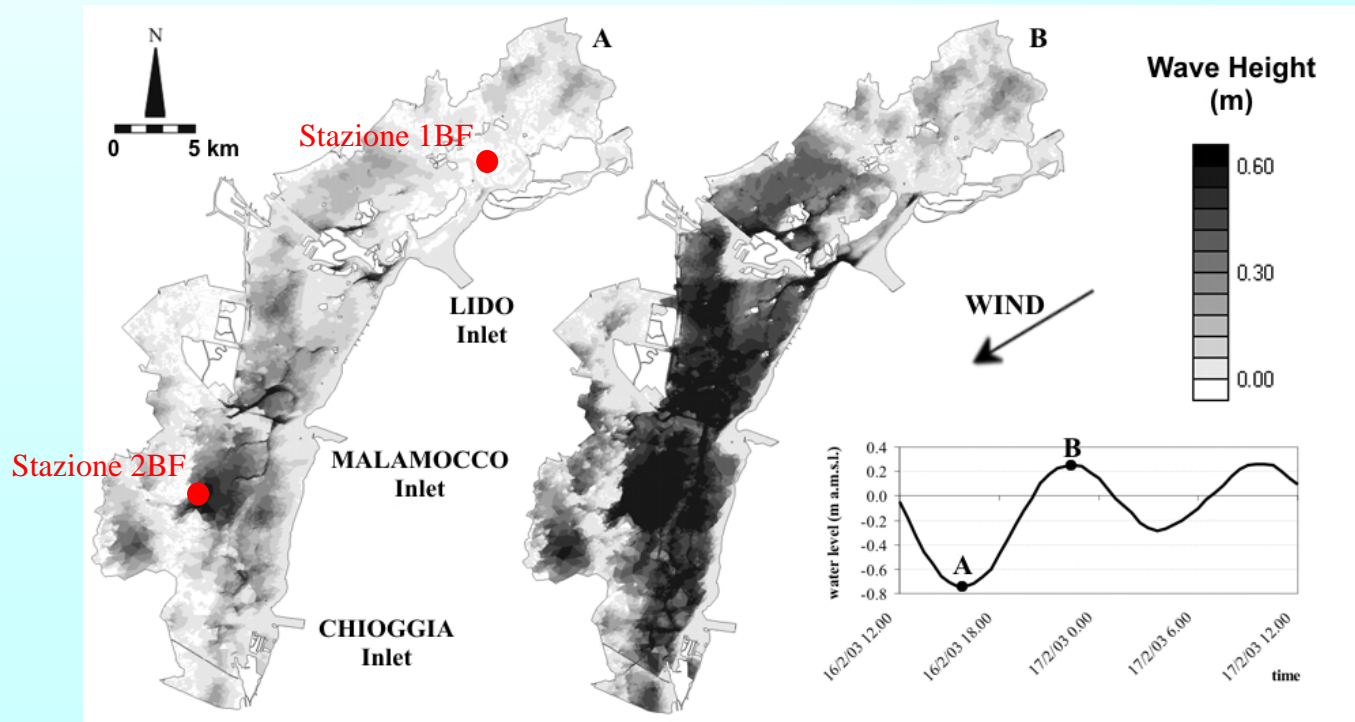 N
A
B
Wave Height
(m)
0 5 km
Stazione 1BF
0.60
0.30
0.00
LIDO
Inlet
WIND
Stazione 2BF
MALAMOCCO
Inlet
CHIOGGIA
Inlet
water level (m a.m.s.l.)
0.4
0.2
0.0
-0.2
-0.4
-0.6
-0.8
A
B
16/2/03 12.00
16/2/03 18.00
17/2/03 0.00
17/2/03 6.00
17/2/03 12.00
time